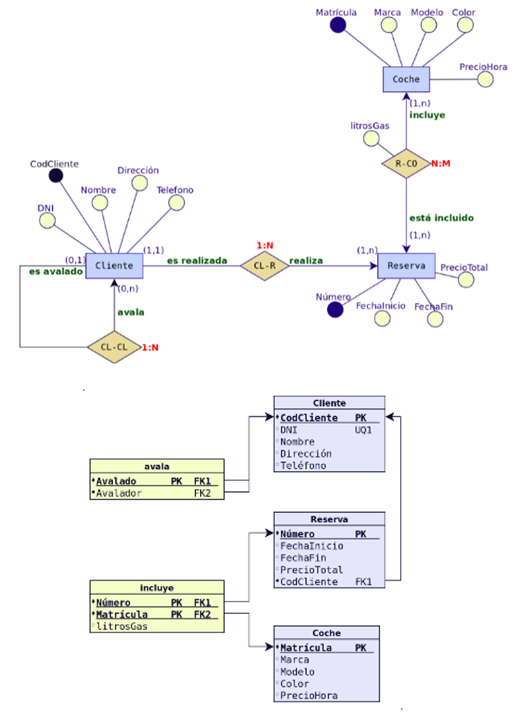 Matrícula
Marca
Modelo
Color
PrecioHora
Coche
(1,n)
incluye
litrosGas
R-CO
N:M
está incluido
(1,n)
CodCliente
Dirección
Nombre
Telefono
DNI
(0,1)
es avalado
Cliente
(1,1)
es realizada
1:N
CL-R
realiza
(1,n)
Reserva
PrecioTotal
Número
FechaInicio
FechaFin
(0,n)
avala
CL-CL
1:N
Cliente
CodCliente PK
DNI UQ1
Nombre
Dirección
Teléfono
avala
Avalado PK FK1
Avalador FK2
Reserva
Número PK
FechaInicio
FechaFin
PrecioTotal
CodCliente FK1
incluye
Número PK FK1
Matrícula PK FK2
litrosGas
Coche
Matrícula PK
Marca
Modelo
Color
PrecioHora